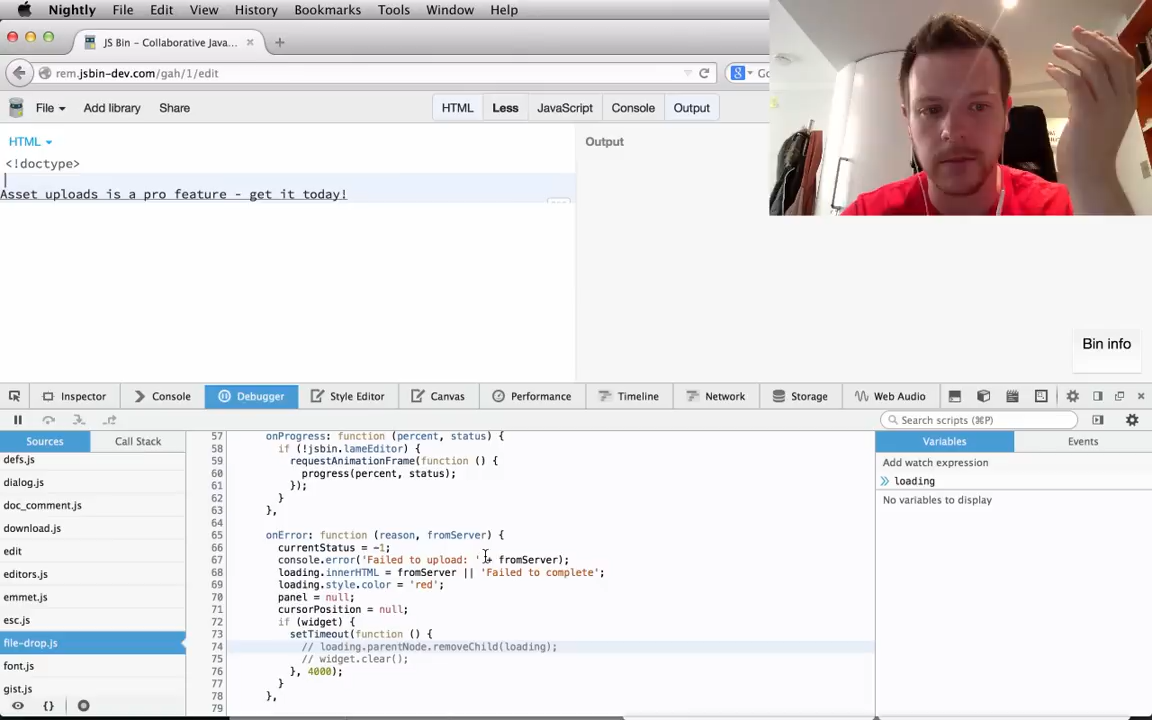 Nightly File Edit View History Bookmarks Tools Window Help
JS Bin - Collaborative Java...
rem.jsbin-dev.com/gah/1/edit
File Add library Share HTML Less JavaScript Console Output
HTML
Output
<!doctype>
Asset uploads is a pro feature - get it today!
Bin info
Inspector Console Debugger Style Editor Canvas Performance Timeline Network Storage Web Audio
Search scripts (⌘P)
Sources Call Stack
Variables Events
defs.js
dialog.js
doc_comment.js
download.js
edit
editors.js
emmet.js
esc.js
file-drop.js
font.js
gist.js
57 onProgress: function (percent, status) {
58 if (!jsbin.lameEditor) {
59 requestAnimationFrame(function () {
60 progress(percent, status);
61 });
62 }
63 },
64
65 onError: function (reason, fromServer) {
66 currentStatus = -1;
67 console.error('Failed to upload: ' + fromServer);
68 loading.innerHTML = fromServer || 'Failed to complete';
69 loading.style.color = 'red';
70 panel = null;
71 cursorPosition = null;
72 if (widget) {
73 setTimeout(function () {
74 // loading.parentNode.removeChild(loading);
75 // widget.clear();
76 }, 4000);
77 }
78 },
79
Add watch expression
loading
No variables to display